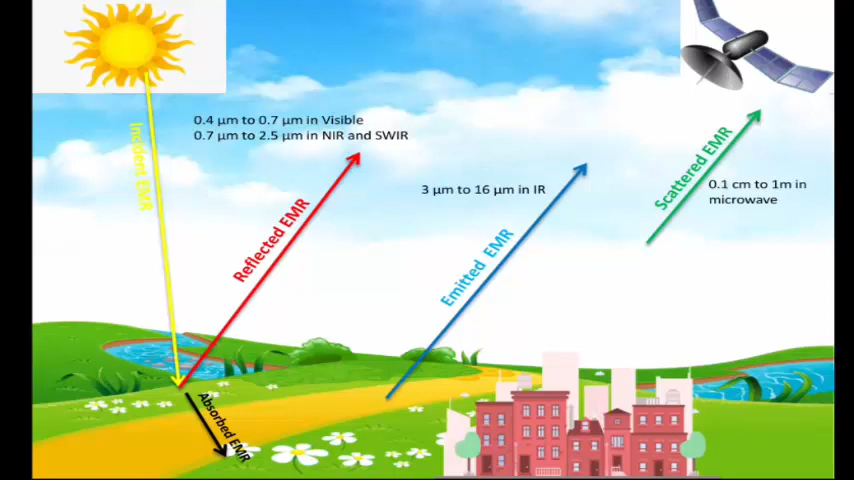 0.4 μm to 0.7 μm in Visible
0.7 μm to 2.5 μm in NIR and SWIR
Incident EMR
Reflected EMR
3 μm to 16 μm in IR
Emitted EMR
Scattered EMR
0.1 cm to 1m in
microwave
Absorbed EMR